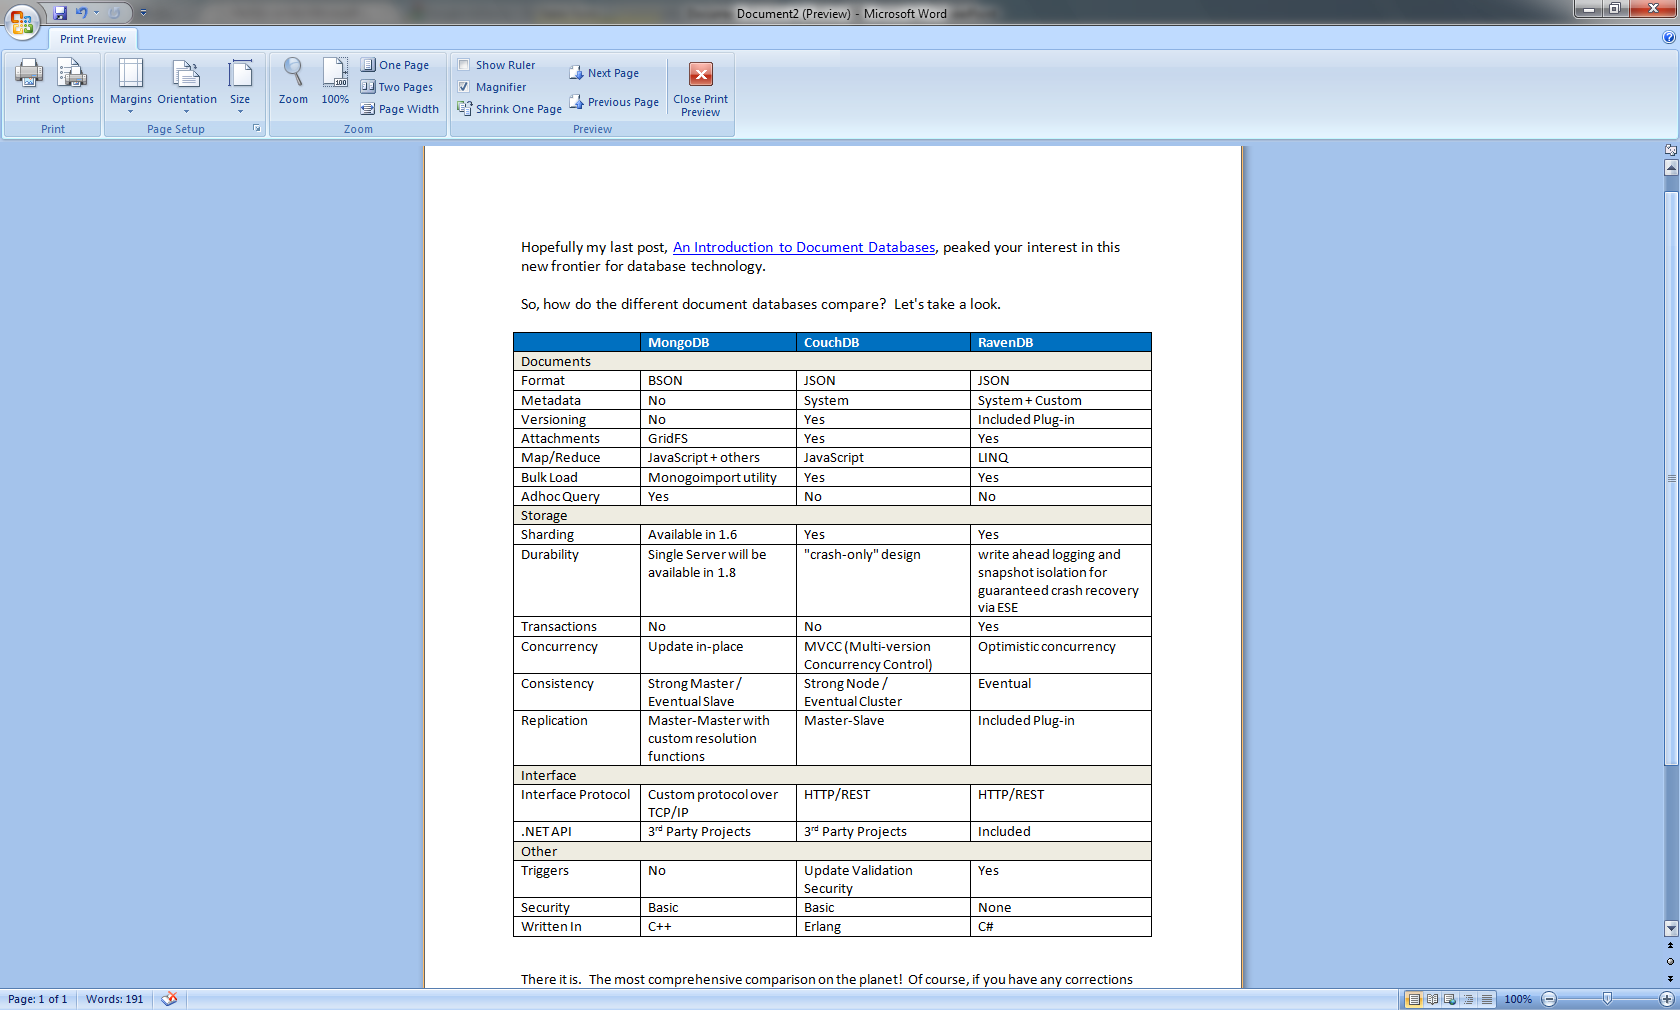 Document2 (Preview) - Microsoft Word
Print Preview
Print
Options
Margins
Orientation
Size
Zoom
100%
One Page
Two Pages
Page Width
Show Ruler
Magnifier
Shrink One Page
Next Page
Previous Page
Close Print
Preview
Print
Page Setup
Zoom
Preview
Hopefully my last post, An Introduction to Document Databases, peaked your interest in this
new frontier for database technology.
So, how do the different document databases compare? Let's take a look.
MongoDB CouchDB RavenDB
Documents
Format BSON JSON JSON
Metadata No System System + Custom
Versioning No Yes Included Plug-in
Attachments GridFS Yes Yes
Map/Reduce JavaScript + others JavaScript LINQ
Bulk Load Monogoimport utility Yes Yes
Adhoc Query Yes No No
Storage
Sharding Available in 1.6 Yes Yes
Durability Single Server will be "crash-only" design write ahead logging and
available in 1.8 snapshot isolation for
guaranteed crash recovery
via ESE
Transactions No No Yes
Concurrency Update in-place MVCC (Multi-version Optimistic concurrency
Concurrency Control)
Consistency Strong Master / Strong Node / Eventual
Eventual Slave Eventual Cluster
Replication Master-Master with Master-Slave Included Plug-in
custom resolution
functions
Interface
Interface Protocol Custom protocol over HTTP/REST HTTP/REST
TCP/IP
.NET API 3rd Party Projects 3rd Party Projects Included
Other
Triggers No Update Validation Yes
Security
Security Basic Basic None
Written In C++ Erlang C#
There it is. The most comprehensive comparison on the planet! Of course, if you have any corrections
Page: 1 of 1 Words: 191 100%